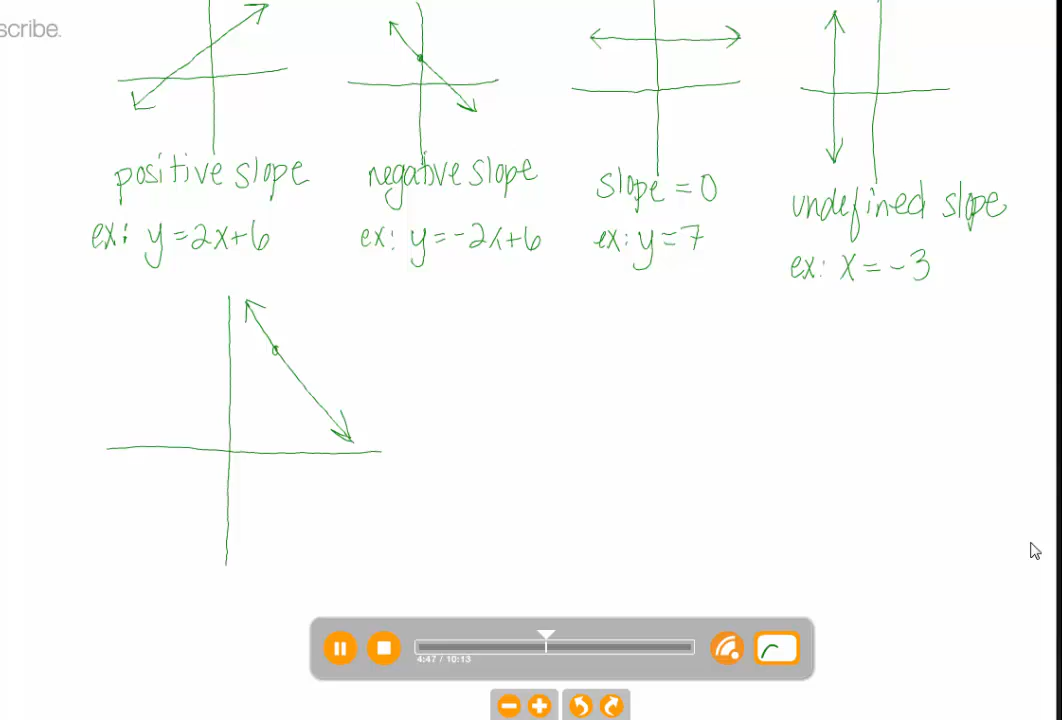 scribe.
positive slope
ex: y=2x+6
negative slope
ex: y=-2x+6
slope = 0
ex: y=7
undefined slope
ex: x = -3
4:47 / 10:13